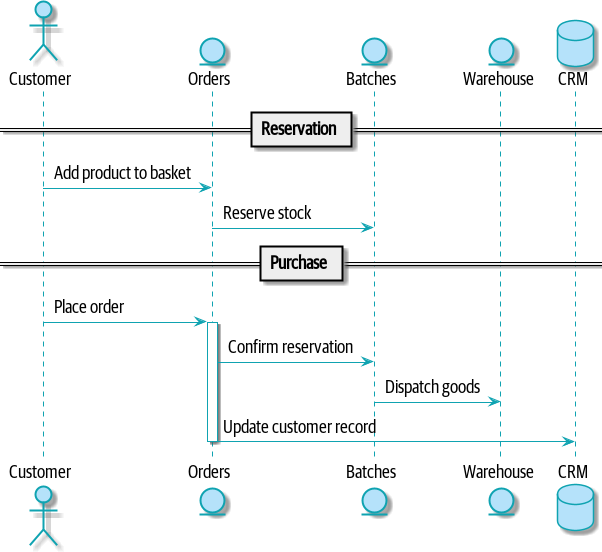 Customer
Orders
Batches
Warehouse
CRM
Reservation
Add product to basket
Reserve stock
Purchase
Place order
Confirm reservation
Dispatch goods
Update customer record
Customer
Orders
Batches
Warehouse
CRM